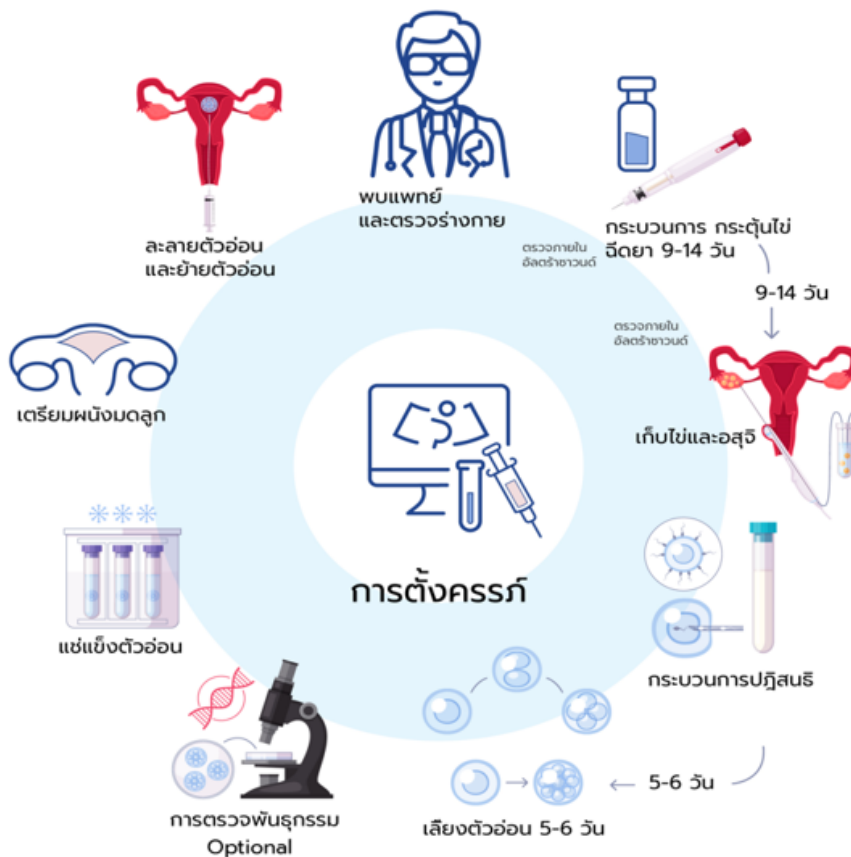 พบแพทย์
และตรวจร่างกาย
กระบวนการ กระตุ้นไข่
ฉีดยา 9-14 วัน
ตรวจภายใน
อัลตร้าซาวนด์
9-14 วัน
ตรวจภายใน
อัลตร้าซาวนด์
เก็บไข่และอสุจิ
กระบวนการปฎิสนธิ
5-6 วัน
เลี้ยงตัวอ่อน 5-6 วัน
การตรวจพันธุกรรม
Optional
แช่แข็งตัวอ่อน
เตรียมผนังมดลูก
ละลายตัวอ่อน
และย้ายตัวอ่อน
การตั้งครรภ์